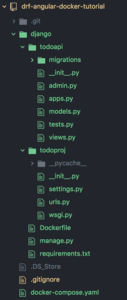 drf-angular-docker-tutorial
.git
django
todoapi
migrations
__init__.py
admin.py
apps.py
models.py
tests.py
views.py
todoproj
__pycache__
__init__.py
settings.py
urls.py
wsgi.py
Dockerfile
manage.py
requirements.txt
.DS_Store
.gitignore
docker-compose.yaml